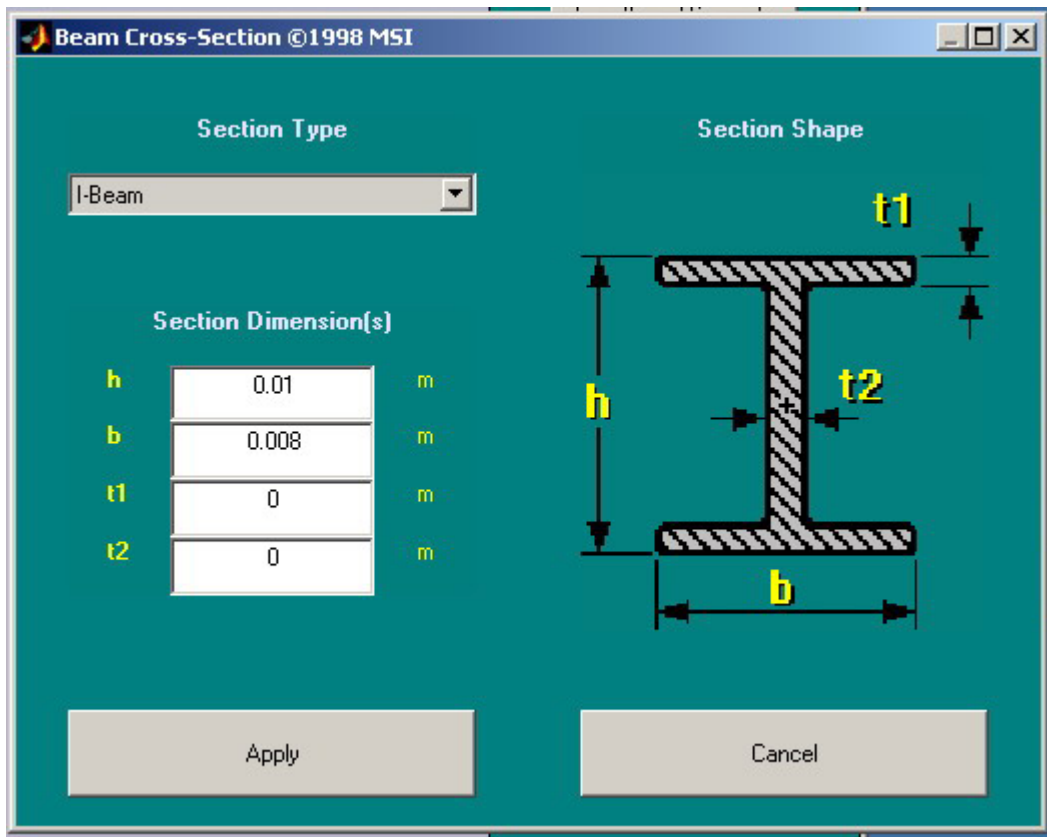 Beam Cross-Section ©1998 MSI
Section Type
I-Beam
Section Dimension(s)
h 0.01 m
b 0.008 m
t1 0 m
t2 0 m
Apply
Section Shape
t1
h
t2
b
Cancel